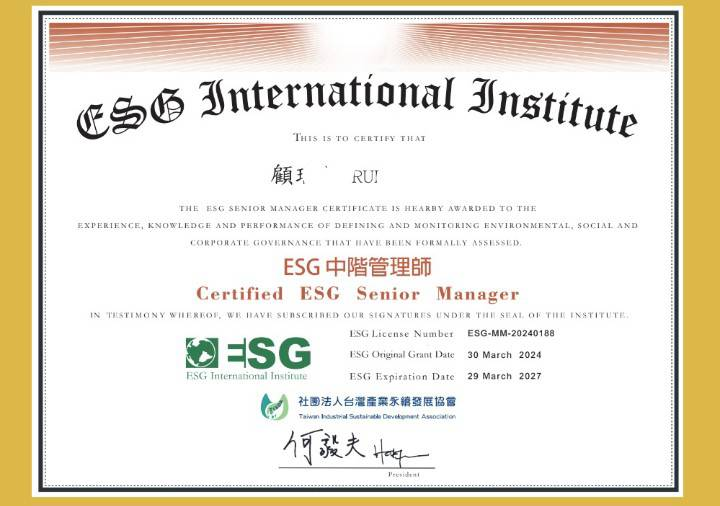 ESG International Institute
THIS IS TO CERTIFY THAT
顧 RUI
THE ESG SENIOR MANAGER CERTIFICATE IS HEARBY AWARDED TO THE
EXPERIENCE, KNOWLEDGE AND PERFORMANCE OF DEFINING AND MONITORING ENVIRONMENTAL, SOCIAL AND
CORPORATE GOVERNANCE THAT HAVE BEEN FORMALLY ASSESSED.
ESG 中階管理師
Certified ESG Senior Manager
IN TESTIMONY WHEREOF, WE HAVE SUBSCRIBED OUR SIGNATURES UNDER THE SEAL OF THE INSTITUTE.
ESG License Number ESG-MM-20240188
ESG Original Grant Date 30 March 2024
ESG Expiration Date 29 March 2027
ESG
ESG International Institute
社團法人台灣產業永續發展協會
Taiwan Industrial Sustainable Development Association
何毅夫
President